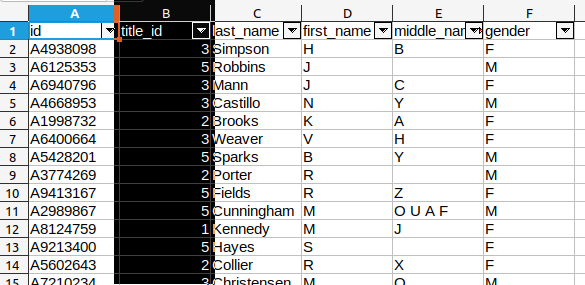 A B C D E F
1 id title_id last_name first_name middle_nam gender
2 A4938098 3 Simpson H B F
3 A6125353 5 Robbins J M
4 A6940796 3 Mann J C F
5 A4668953 3 Castillo N Y M
6 A1998732 2 Brooks K A F
7 A6400664 3 Weaver V H F
8 A5428201 5 Sparks B Y M
9 A3774269 2 Porter R M
10 A9413167 5 Fields R Z F
11 A2989867 5 Cunningham M O U A F M
12 A8124759 1 Kennedy M J F
13 A9213400 5 Hayes S F
14 A5602643 2 Collier R X F
15 A7210234 3 Christensen M O M